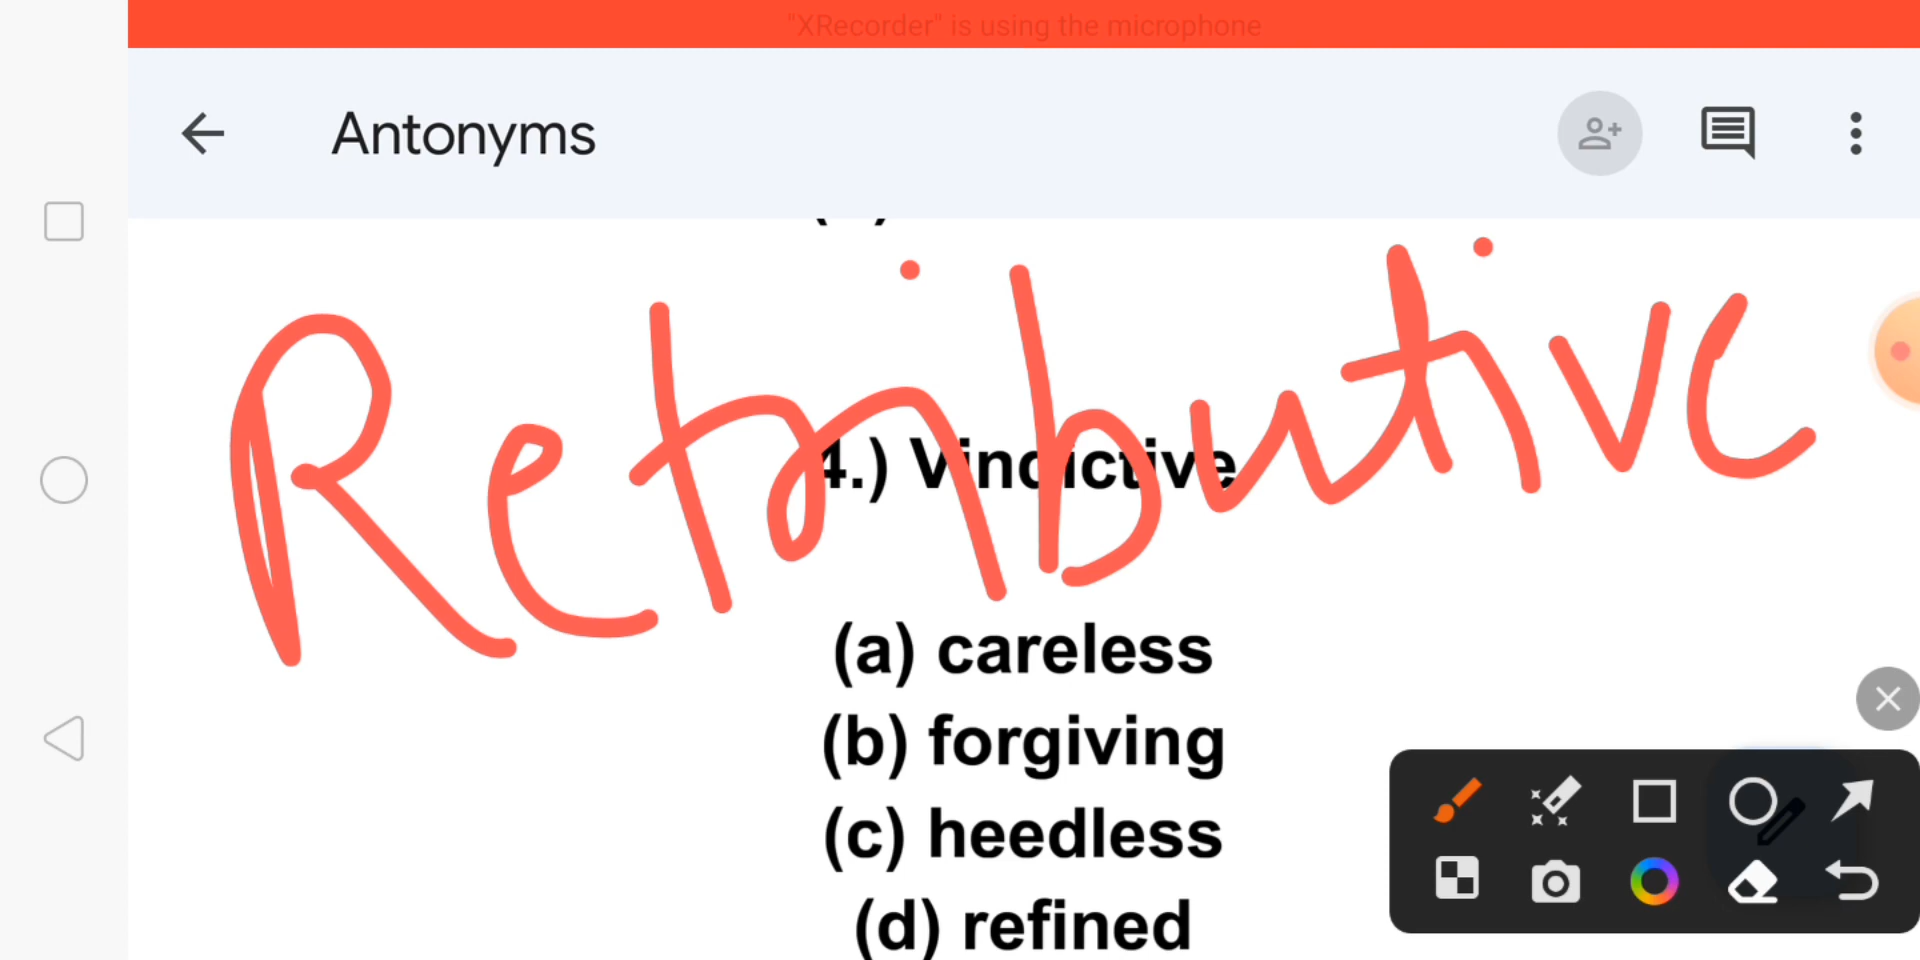 "XRecorder" is using the microphone
Antonyms
Retributive
4.) Vindictive
(a) careless
(b) forgiving
(c) heedless
(d) refined